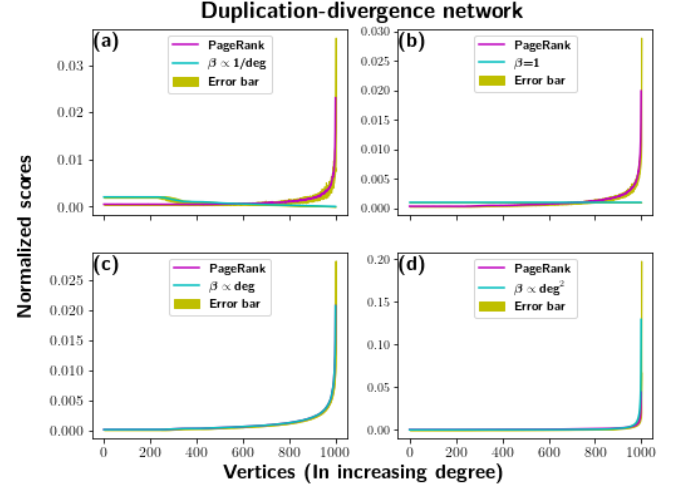 Duplication-divergence network
(a)
PageRank
β ∝ 1/deg
Error bar
0.03
0.02
0.01
0.00
(b)
PageRank
β=1
Error bar
0.030
0.025
0.020
0.015
0.010
0.005
0.000
Normalized scores
(c)
PageRank
β ∝ deg
Error bar
0.025
0.020
0.015
0.010
0.005
0.000
0 200 400 600 800 1000
(d)
PageRank
β ∝ deg²
Error bar
0.20
0.15
0.10
0.05
0.00
0 200 400 600 800 1000
Vertices (In increasing degree)